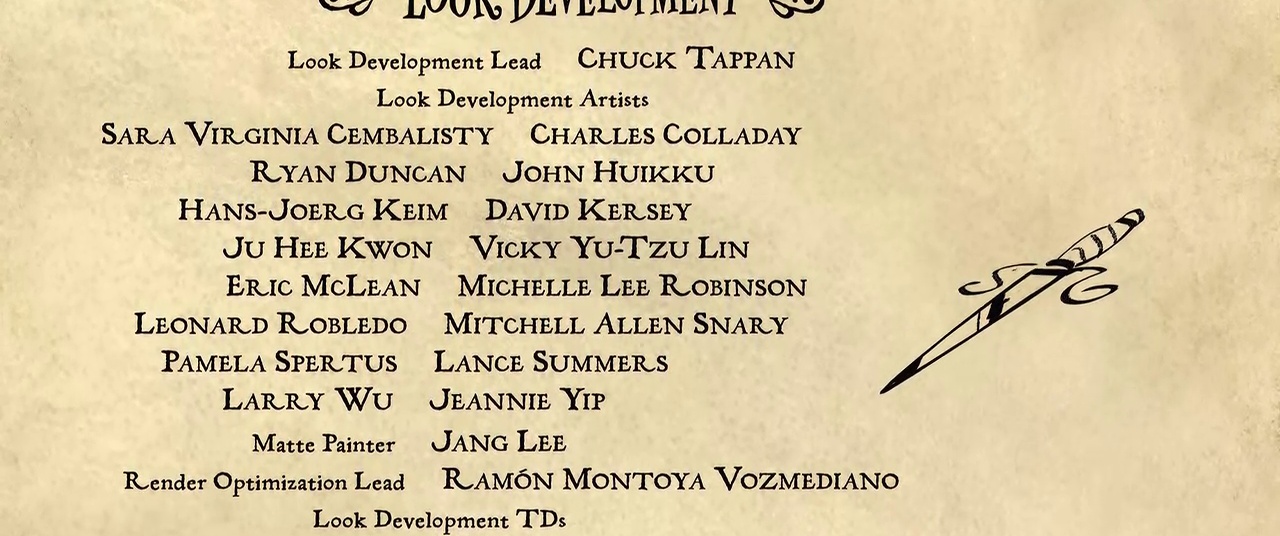 LOOK DEVELOPMENT
Look Development Lead CHUCK TAPPAN
Look Development Artists
SARA VIRGINIA CEMBALISTY CHARLES COLLADAY
RYAN DUNCAN JOHN HUIKKU
HANS-JOERG KEIM DAVID KERSEY
JU HEE KWON VICKY YU-TZU LIN
ERIC MCLEAN MICHELLE LEE ROBINSON
LEONARD ROBLEDO MITCHELL ALLEN SNARY
PAMELA SPERTUS LANCE SUMMERS
LARRY WU JEANNIE YIP
Matte Painter JANG LEE
Render Optimization Lead RAMÓN MONTOYA VOZMEDIANO
Look Development TDs